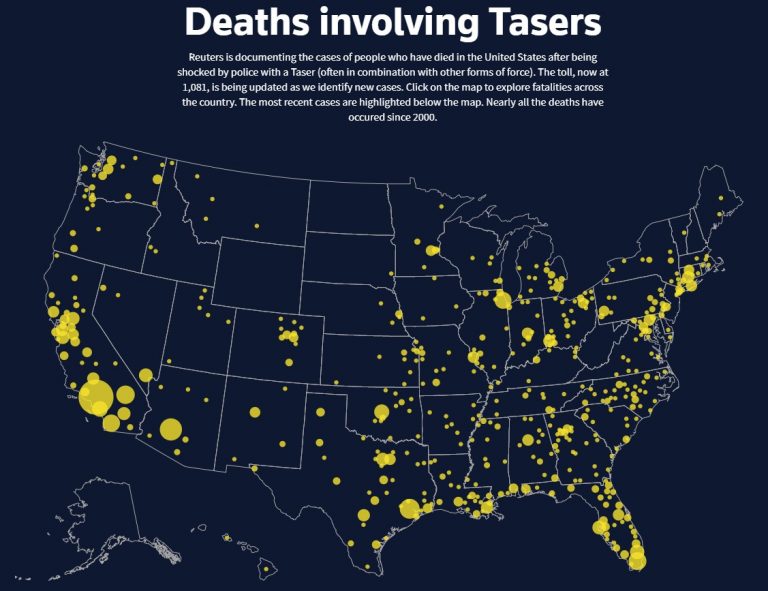 Deaths involving Tasers
Reuters is documenting the cases of people who have died in the United States after being
shocked by police with a Taser (often in combination with other forms of force). The toll, now at
1,081, is being updated as we identify new cases. Click on the map to explore fatalities across
the country. The most recent cases are highlighted below the map. Nearly all the deaths have
occured since 2000.